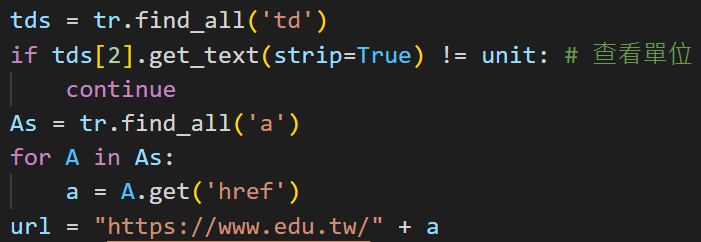 tds = tr.find_all('td')
if tds[2].get_text(strip=True) != unit: # 查看單位
    continue
As = tr.find_all('a')
for A in As:
    a = A.get('href')
url = "https://www.edu.tw/" + a